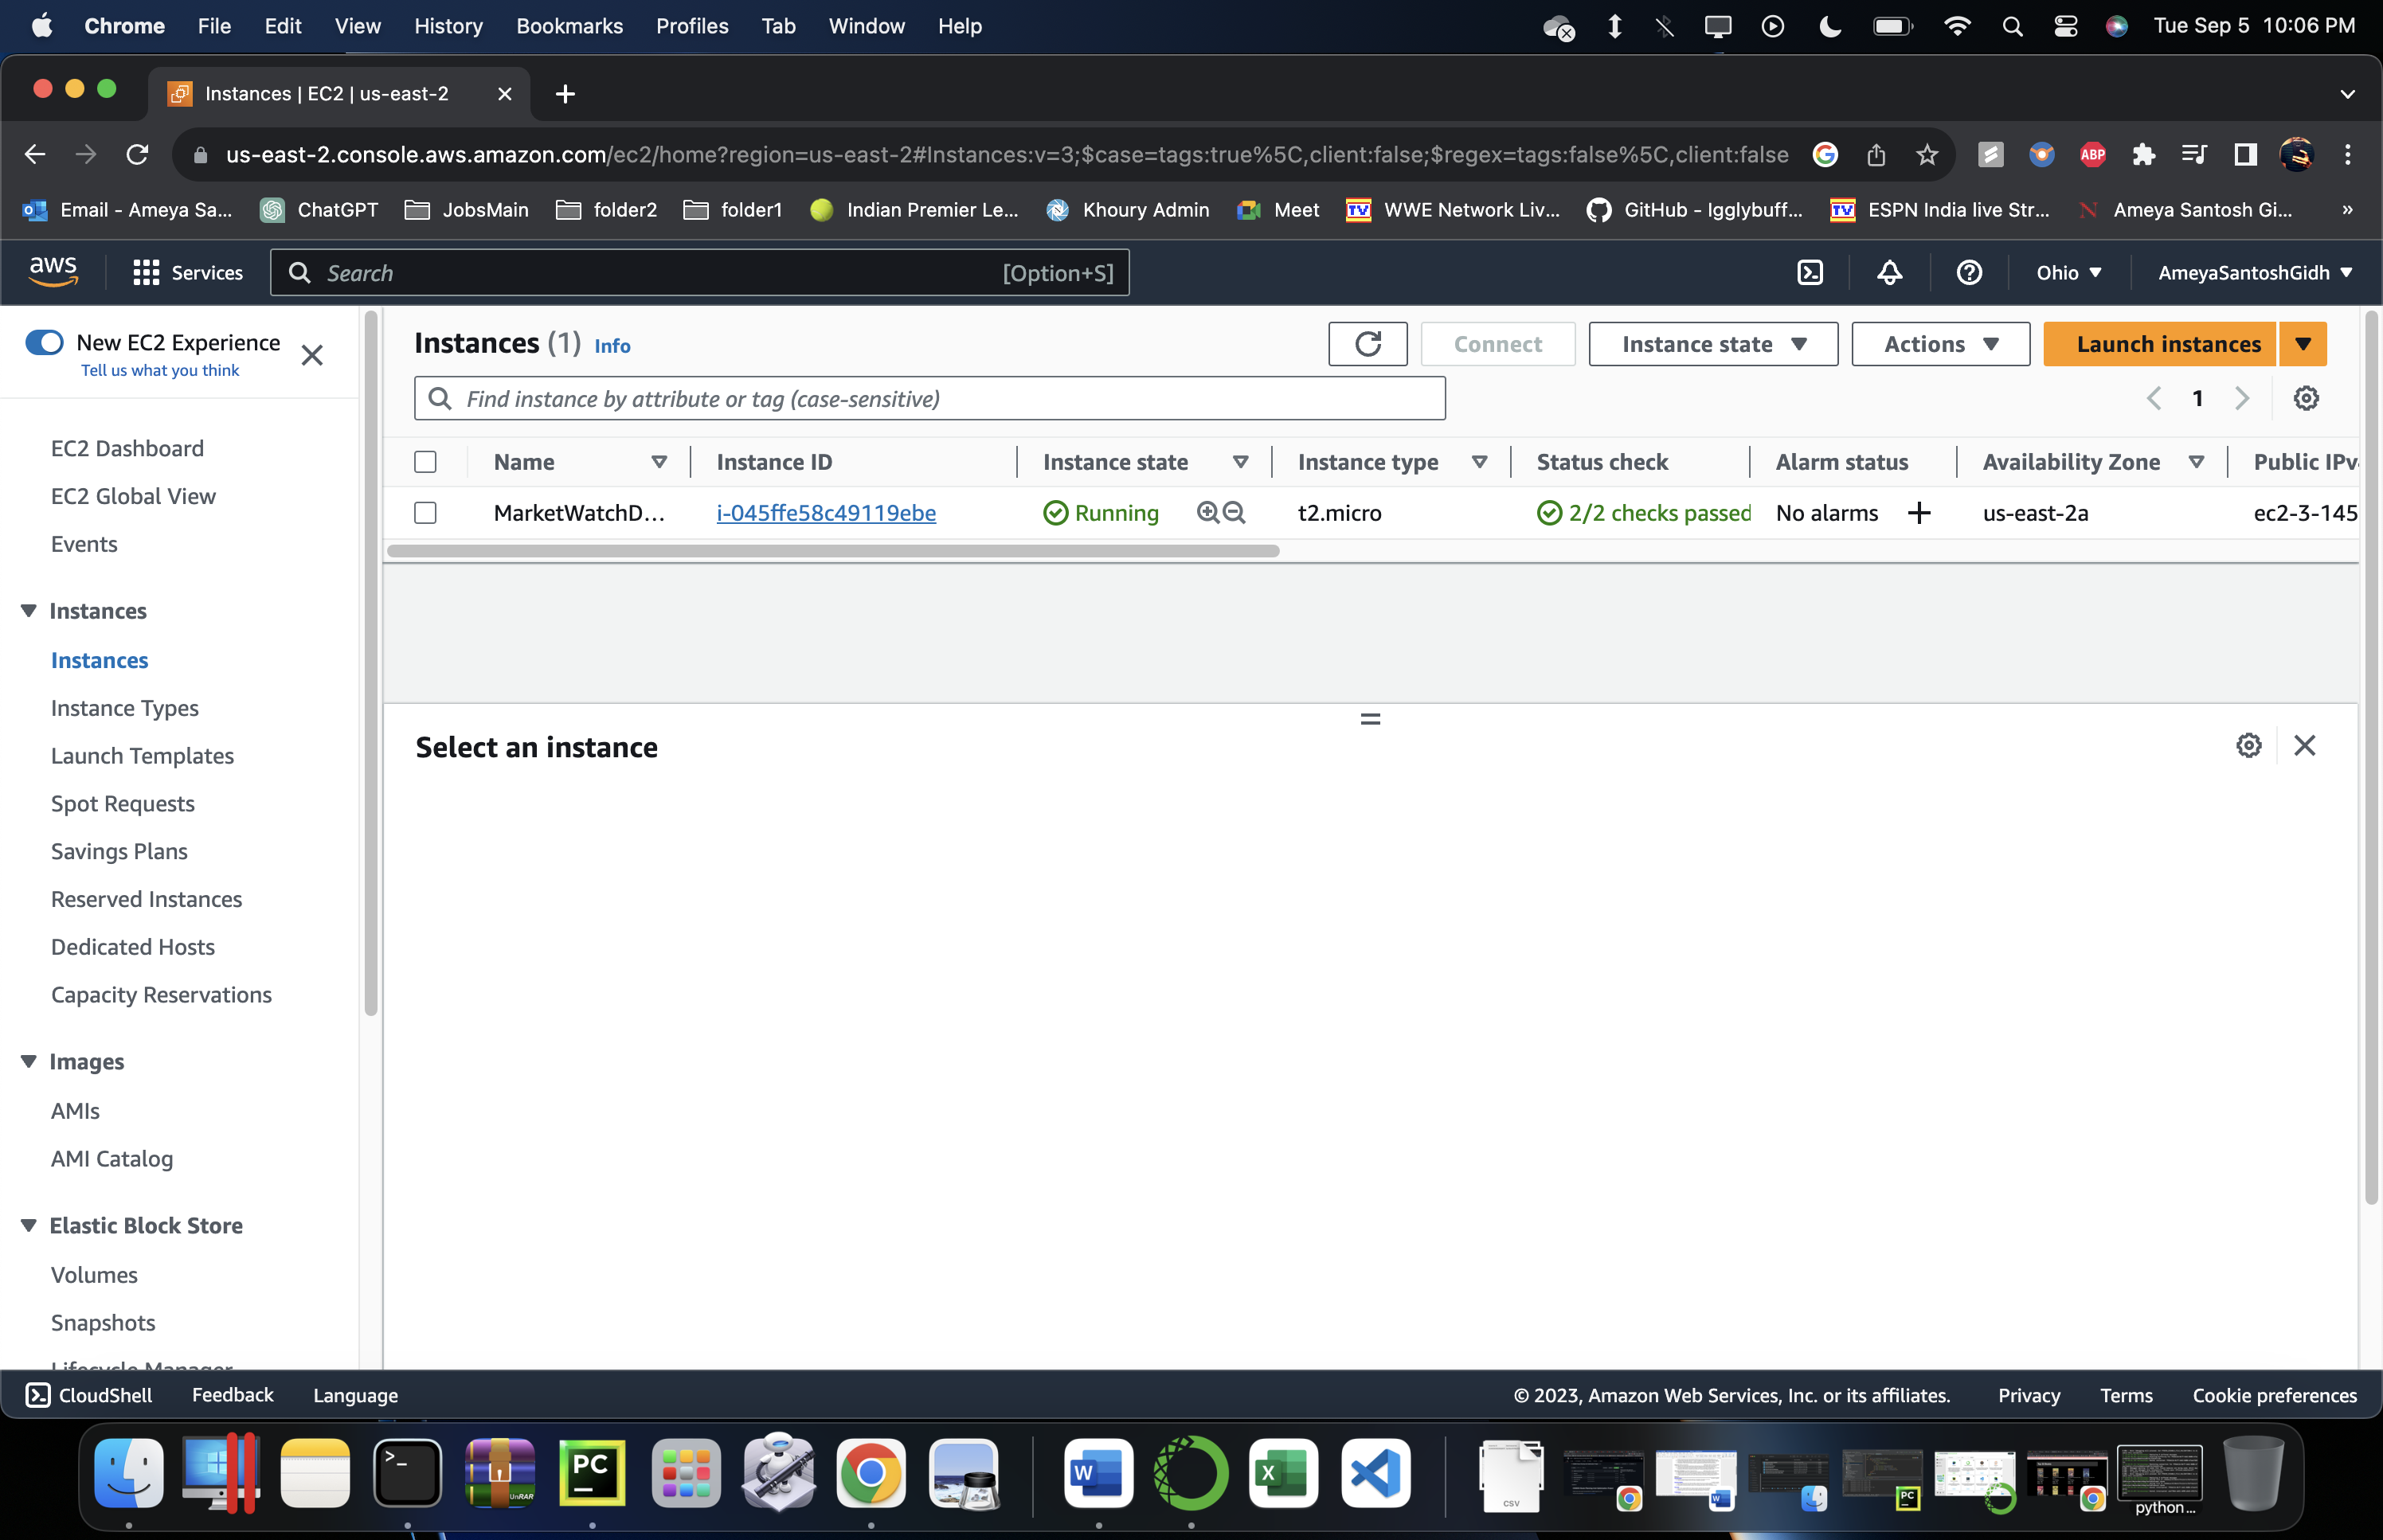 Chrome File Edit View History Bookmarks Profiles Tab Window Help Tue Sep 5 10:06 PM
Instances | EC2 | us-east-2
us-east-2.console.aws.amazon.com/ec2/home?region=us-east-2#Instances:v=3;$case=tags:true%5C,client:false;$regex=tags:false%5C,client:false ABP
Email - Ameya Sa... ChatGPT JobsMain folder2 folder1 Indian Premier Le... Khoury Admin Meet TV WWE Network Liv... GitHub - Igglybuff... TV ESPN India live Str... N Ameya Santosh Gi... »
aws Services Search [Option+S] Ohio AmeyaSantoshGidh
New EC2 Experience
Tell us what you think
EC2 Dashboard
EC2 Global View
Events
Instances
Instances
Instance Types
Launch Templates
Spot Requests
Savings Plans
Reserved Instances
Dedicated Hosts
Capacity Reservations
Images
AMIs
AMI Catalog
Elastic Block Store
Volumes
Snapshots
Lifecycle Manager
Instances (1) Info Connect Instance state Actions Launch instances
Find instance by attribute or tag (case-sensitive) 1
Name Instance ID Instance state Instance type Status check Alarm status Availability Zone Public IPv
MarketWatchD... i-045ffe58c49119ebe Running t2.micro 2/2 checks passed No alarms us-east-2a ec2-3-145
Select an instance
CloudShell Feedback Language © 2023, Amazon Web Services, Inc. or its affiliates. Privacy Terms Cookie preferences
>_ UnRAR PC W X CSV W PC python...